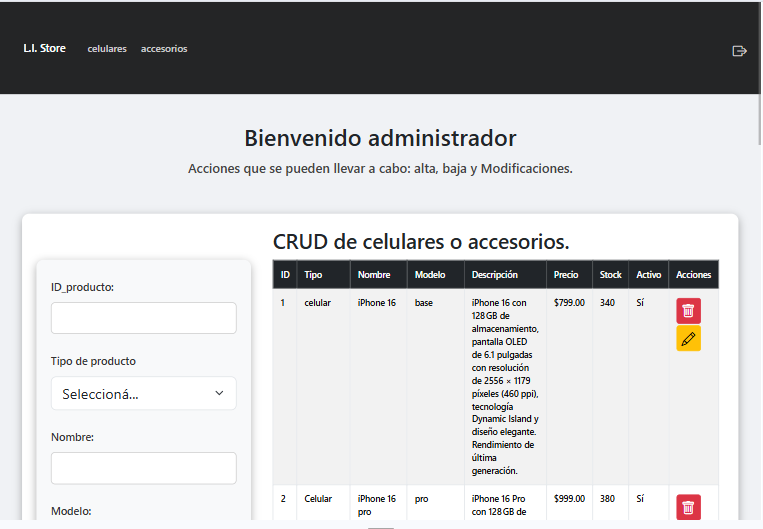 L.I. Store celulares accesorios
Bienvenido administrador
Acciones que se pueden llevar a cabo: alta, baja y Modificaciones.
ID_producto:
Tipo de producto
Seleccioná...
Nombre:
Modelo:
CRUD de celulares o accesorios.
ID Tipo Nombre Modelo Descripción Precio Stock Activo Acciones
1 celular iPhone 16 base iPhone 16 con $799.00 340 Sí
128 GB de
almacenamiento,
pantalla OLED
de 6.1 pulgadas
con resolución
de 2556 × 1179
píxeles (460 ppi),
tecnología
Dynamic Island y
diseño elegante.
Rendimiento de
última
generación.
2 Celular iPhone 16 pro iPhone 16 Pro $999.00 380 Sí
pro con 128 GB de